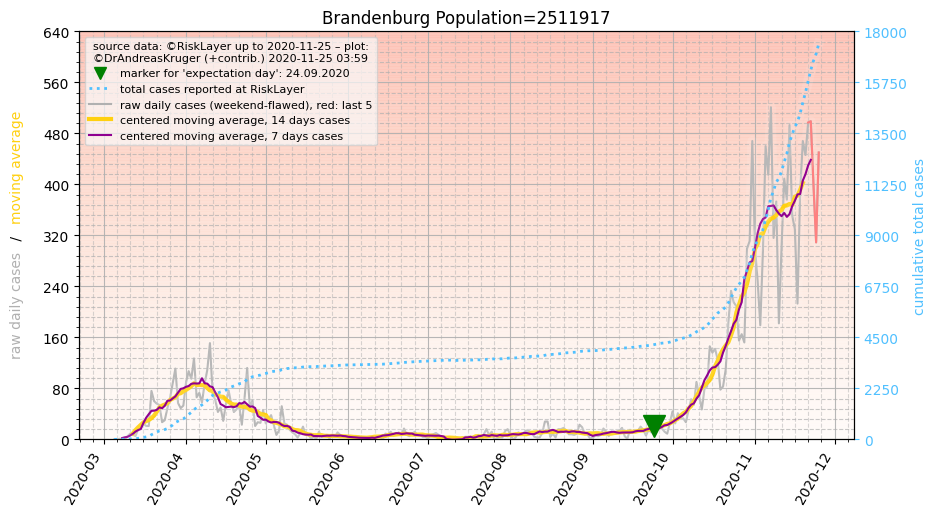 Brandenburg Population=2511917
source data: ©RiskLayer up to 2020-11-25 – plot:
©DrAndreasKruger (+contrib.) 2020-11-25 03:59
marker for 'expectation day': 24.09.2020
total cases reported at RiskLayer
raw daily cases (weekend-flawed), red: last 5
centered moving average, 14 days cases
centered moving average, 7 days cases
raw daily cases / moving average
640
560
480
400
320
240
160
80
0
18000
15750
13500
11250
9000
6750
4500
2250
0
cumulative total cases
2020-03
2020-04
2020-05
2020-06
2020-07
2020-08
2020-09
2020-10
2020-11
2020-12